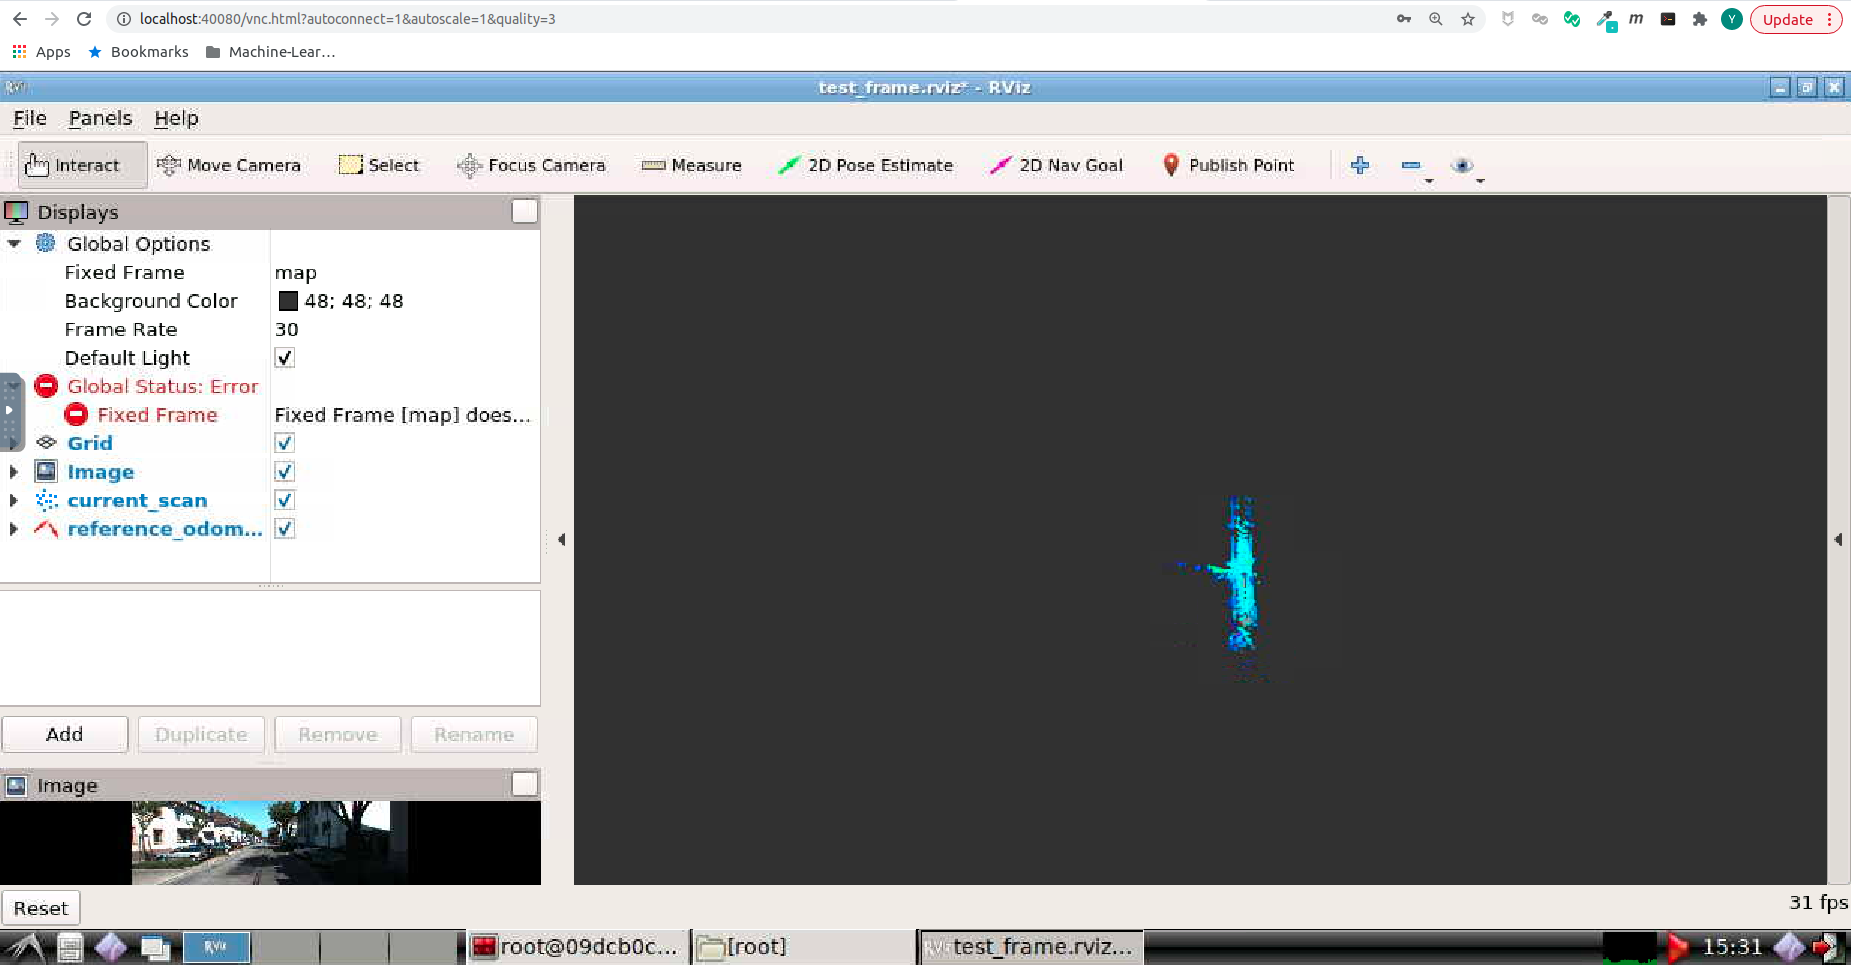 localhost:40080/vnc.html?autoconnect=1&autoscale=1&quality=3
Y
Update
Apps
Bookmarks
Machine-Lear...
RViz
test_frame.rviz* - RViz
File Panels Help
Interact
Move Camera
Select
Focus Camera
Measure
2D Pose Estimate
2D Nav Goal
Publish Point
Displays
Global Options
Fixed Frame map
Background Color 48; 48; 48
Frame Rate 30
Default Light
Global Status: Error
Fixed Frame Fixed Frame [map] does...
Grid
Image
current_scan
reference_odom...
Add Duplicate Remove Rename
Image
Reset
31 fps
RViz
root@09dcb0c...
[root]
RViz
test_frame.rviz...
15:31